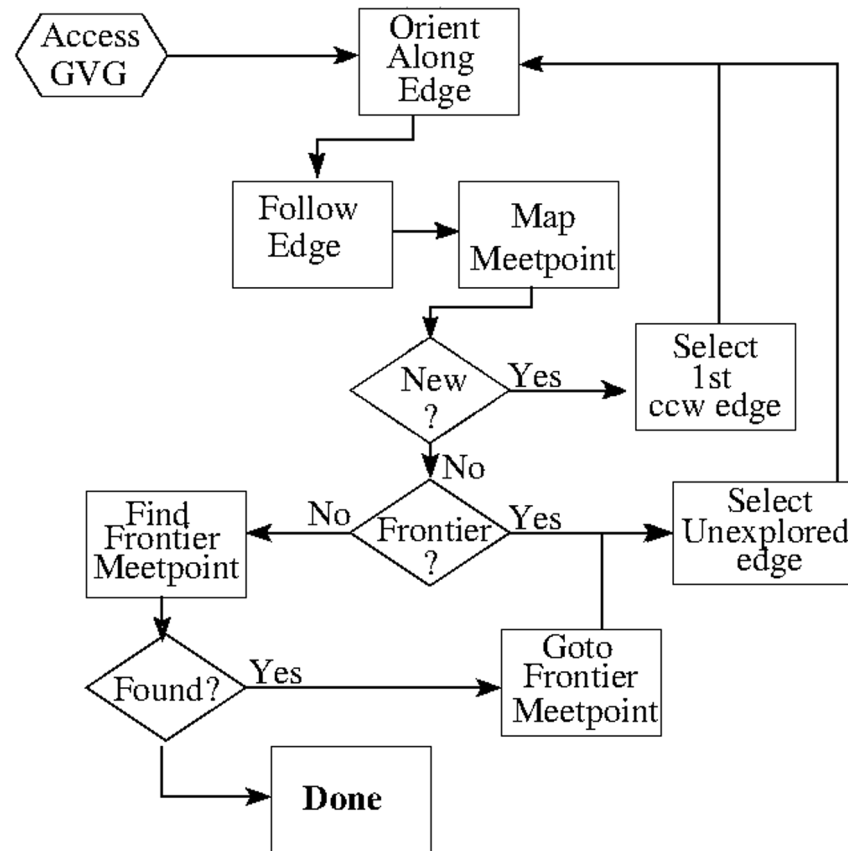 Access
GVG
Orient
Along
Edge
Follow
Edge
Map
Meetpoint
New
?
Yes
Select
1st
ccw edge
No
Find
Frontier
Meetpoint
No
Frontier
?
Yes
Select
Unexplored
edge
Found?
Yes
Goto
Frontier
Meetpoint
Done